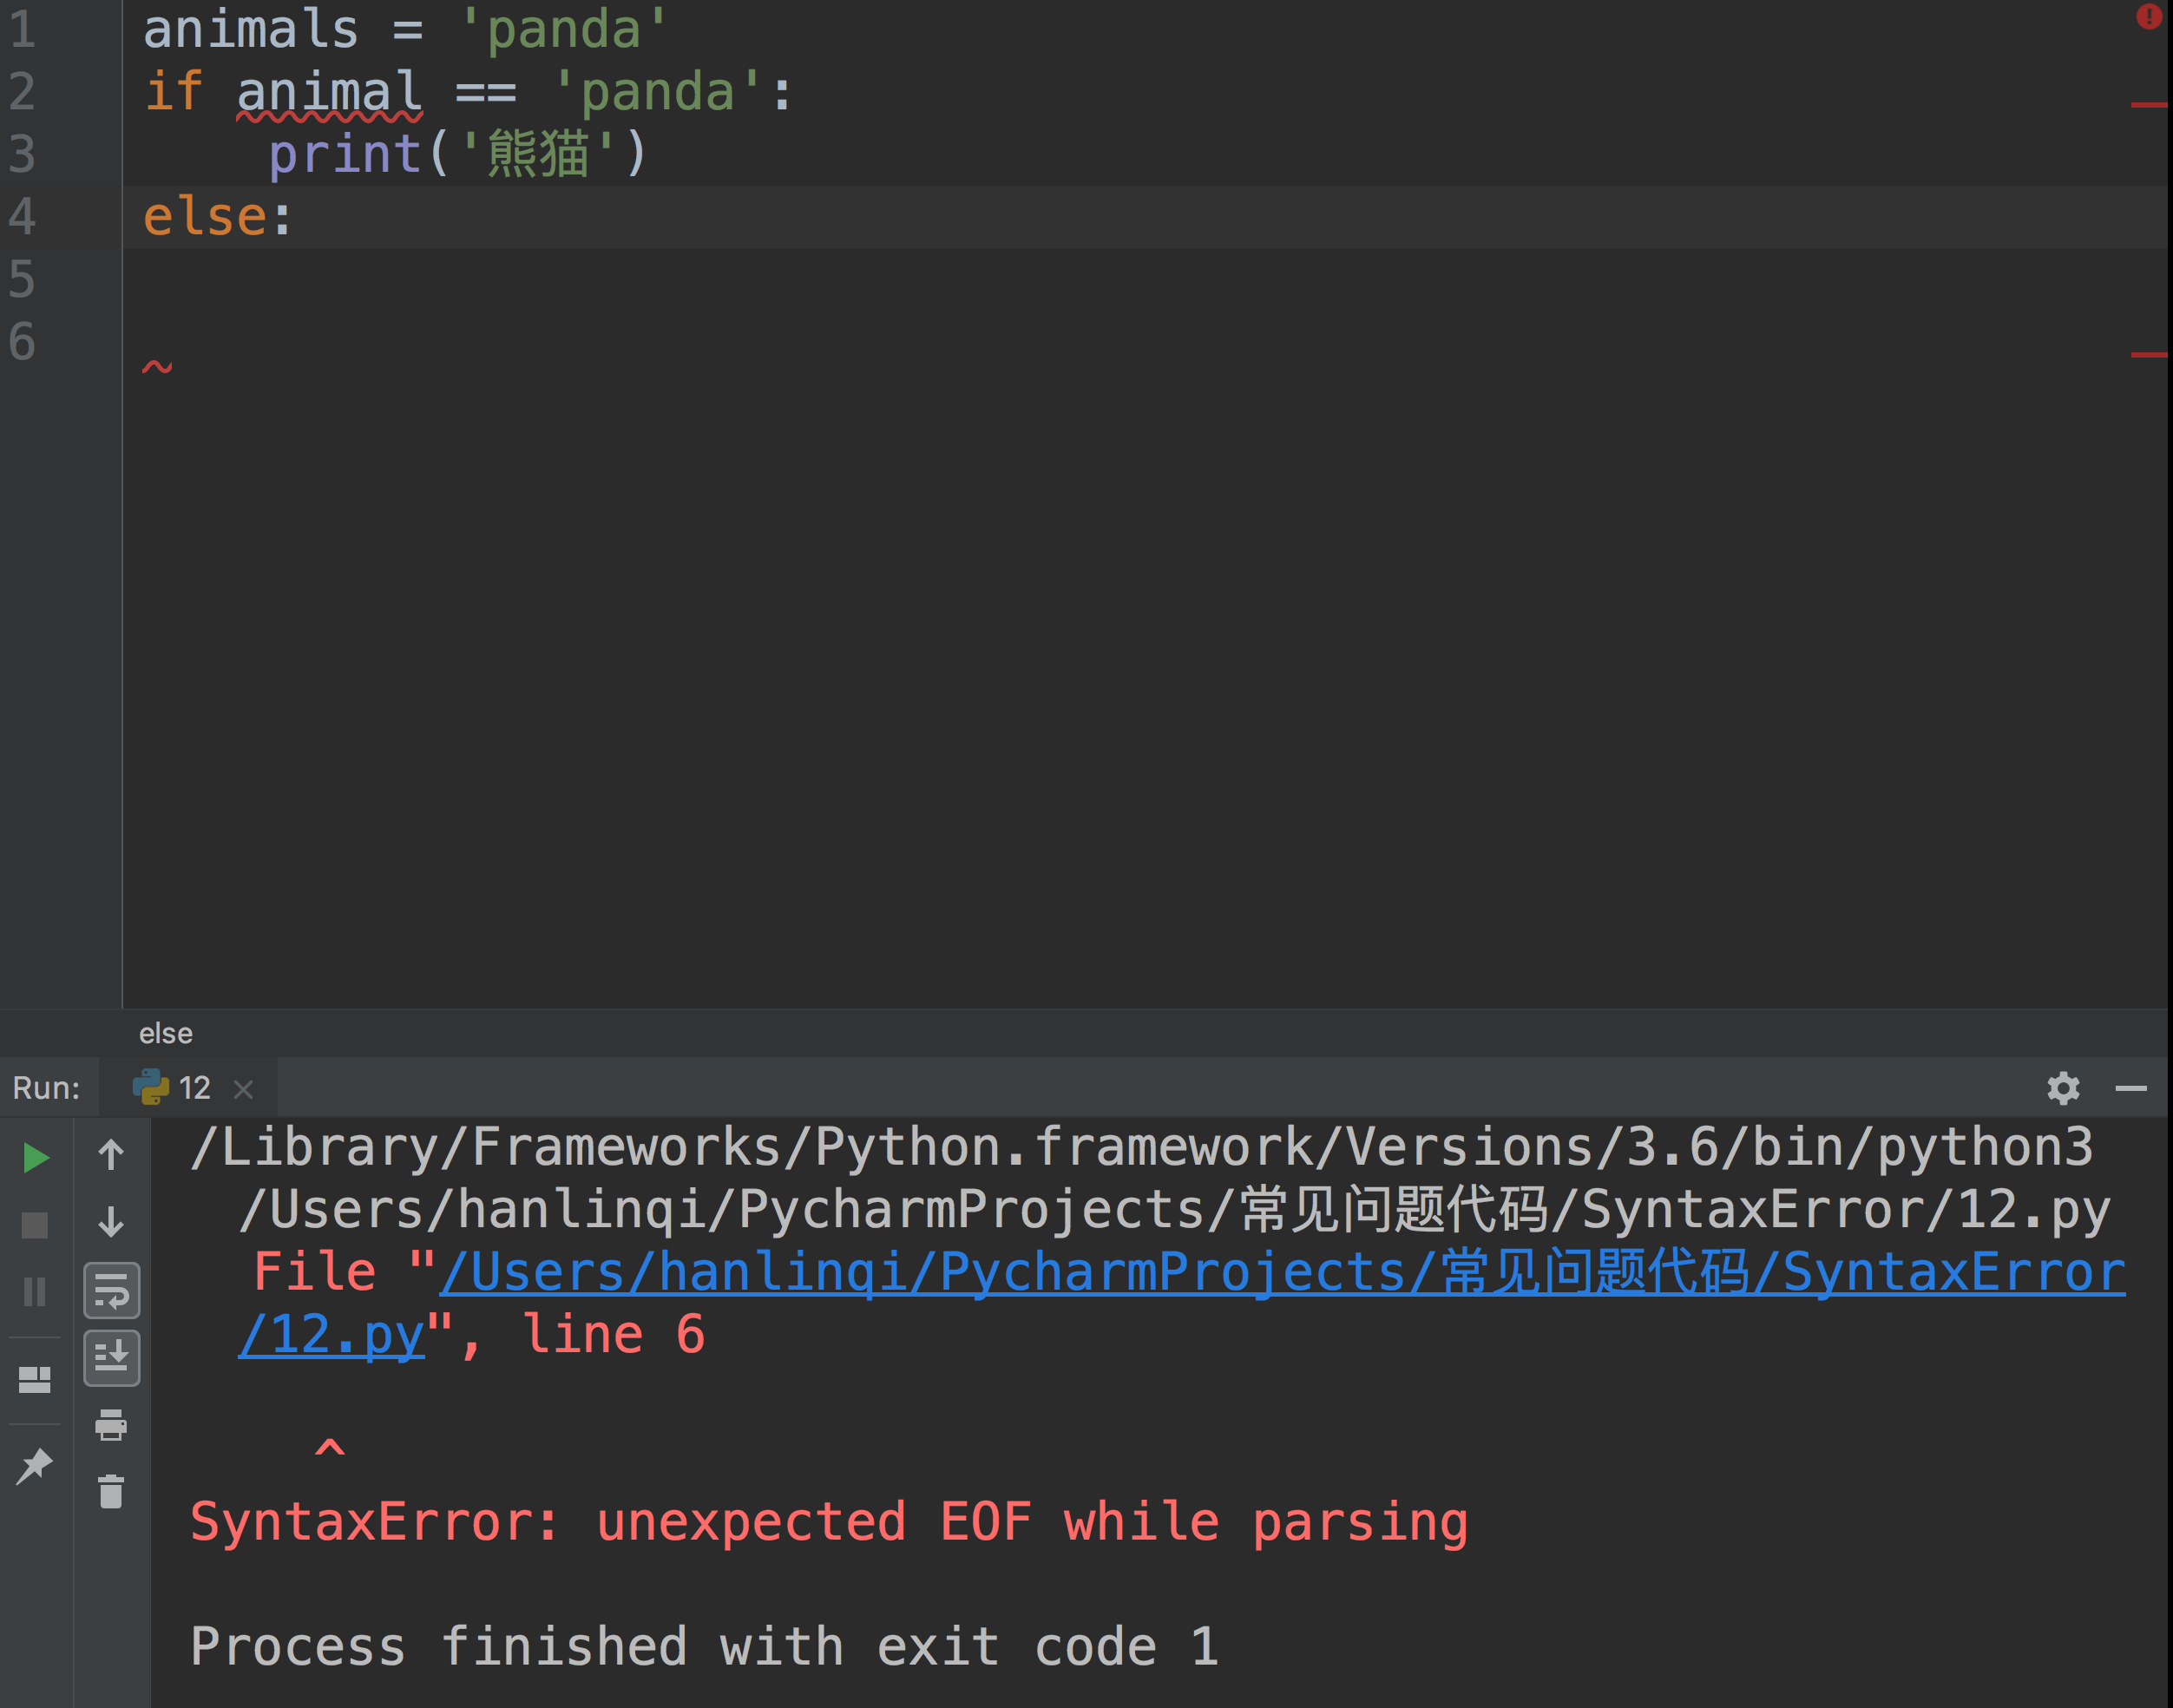 1 animals = 'panda'
2 if animal == 'panda':
3     print('熊猫')
4 else:
5
6
else
Run: 12
/Library/Frameworks/Python.framework/Versions/3.6/bin/python3
/Users/hanlinqi/PycharmProjects/常见问题代码/SyntaxError/12.py
File "/Users/hanlinqi/PycharmProjects/常见问题代码/SyntaxError
/12.py", line 6
^
SyntaxError: unexpected EOF while parsing
Process finished with exit code 1